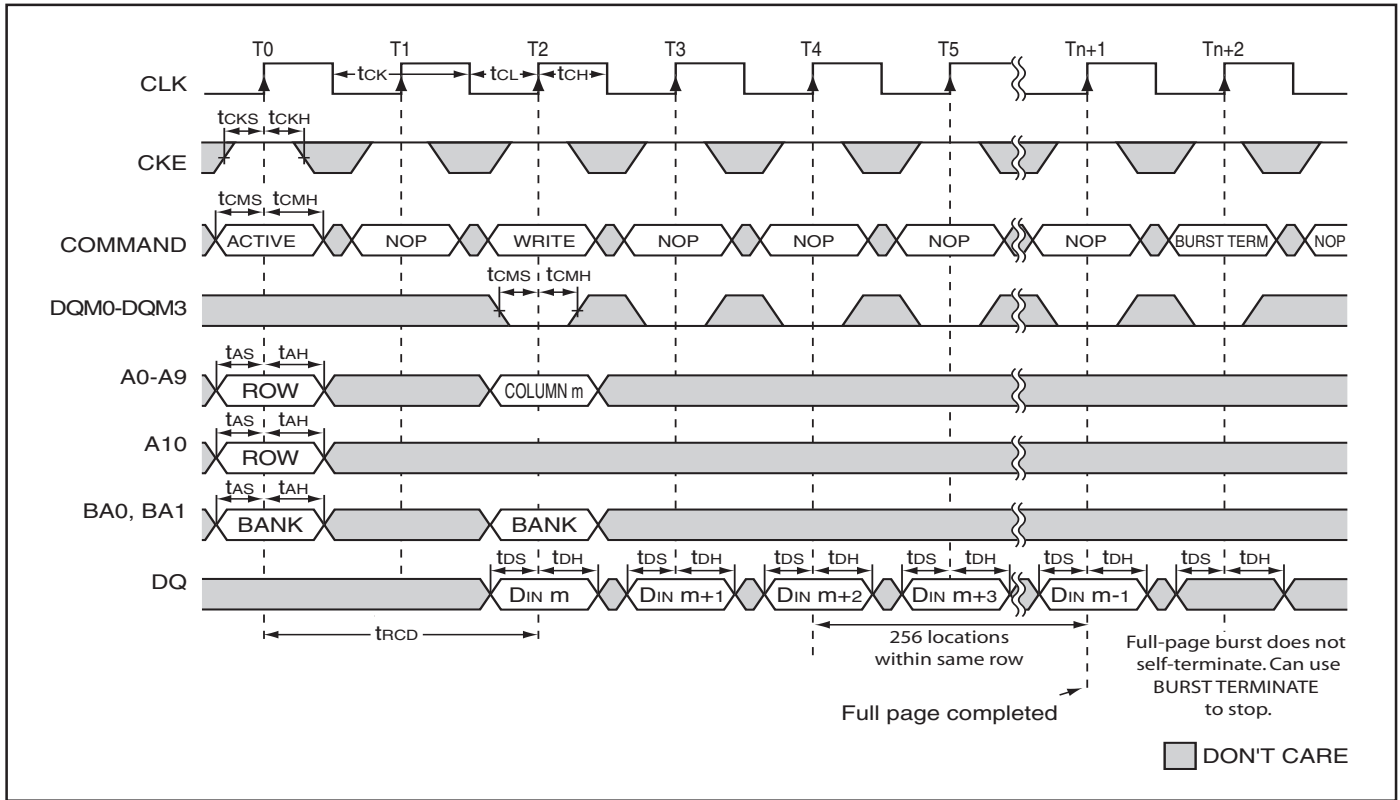 T0 T1 T2 T3 T4 T5 Tn+1 Tn+2
CLK tCK tCL tCH
tCKS tCKH
CKE
tCMS tCMH
COMMAND ACTIVE NOP WRITE NOP NOP NOP NOP BURST TERM NOP
tCMS tCMH
DQM0-DQM3
tAS tAH
A0-A9 ROW COLUMN m
tAS tAH
A10 ROW
tAS tAH
BA0, BA1 BANK BANK
tDS tDH tDS tDH tDS tDH tDS tDH tDS tDH tDS tDH
DQ DIN m DIN m+1 DIN m+2 DIN m+3 DIN m-1
tRCD
256 locations
within same row
Full page completed
Full-page burst does not
self-terminate. Can use
BURST TERMINATE
to stop.
DON'T CARE